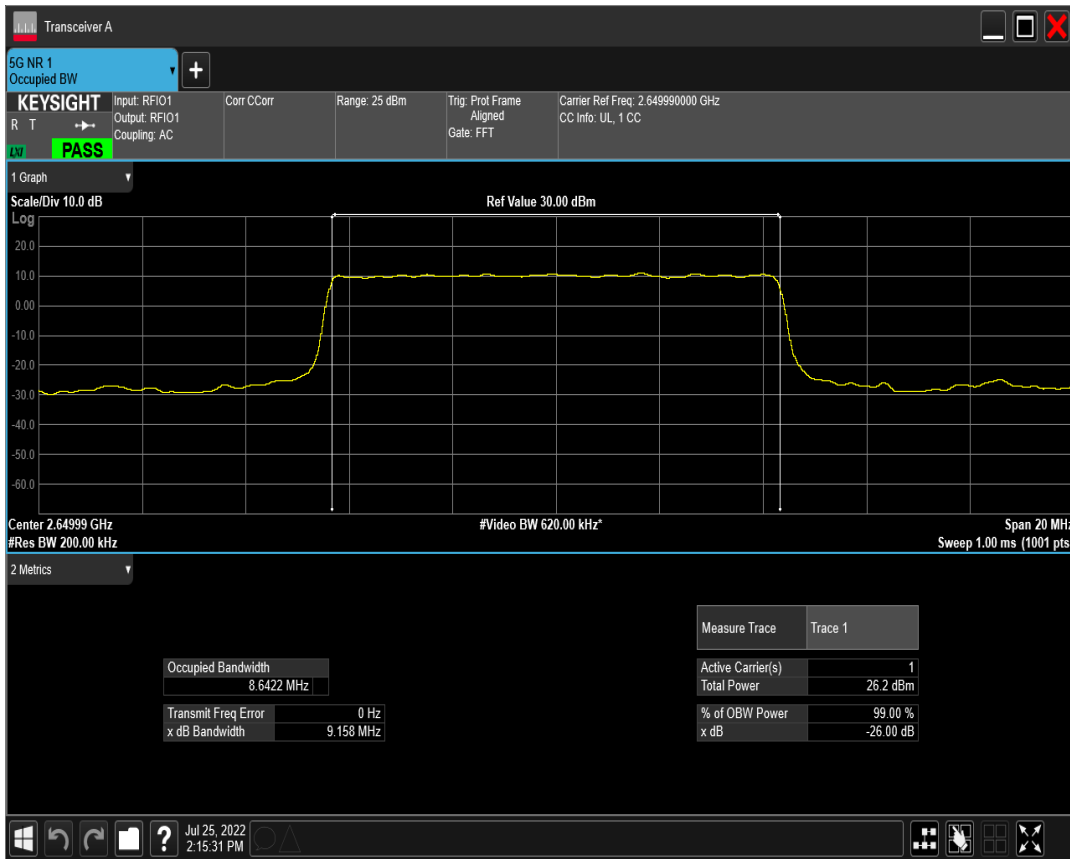 Transceiver A
5G NR 1
Occupied BW
+
KEYSIGHT
R T
LXI
PASS
Input: RFIO1
Output: RFIO1
Coupling: AC
Corr CCorr
Range: 25 dBm
Trig: Prot Frame
Aligned
Gate: FFT
Carrier Ref Freq: 2.649990000 GHz
CC Info: UL, 1 CC
1 Graph
Scale/Div 10.0 dB
Ref Value 30.00 dBm
Log
20.0
10.0
0.00
-10.0
-20.0
-30.0
-40.0
-50.0
-60.0
Center 2.64999 GHz
#Video BW 620.00 kHz*
Span 20 MHz
#Res BW 200.00 kHz
Sweep 1.00 ms (1001 pts
2 Metrics
Measure Trace Trace 1
Occupied Bandwidth
8.6422 MHz
Active Carrier(s) 1
Total Power 26.2 dBm
Transmit Freq Error 0 Hz
x dB Bandwidth 9.158 MHz
% of OBW Power 99.00 %
x dB -26.00 dB
?
Jul 25, 2022
2:15:31 PM